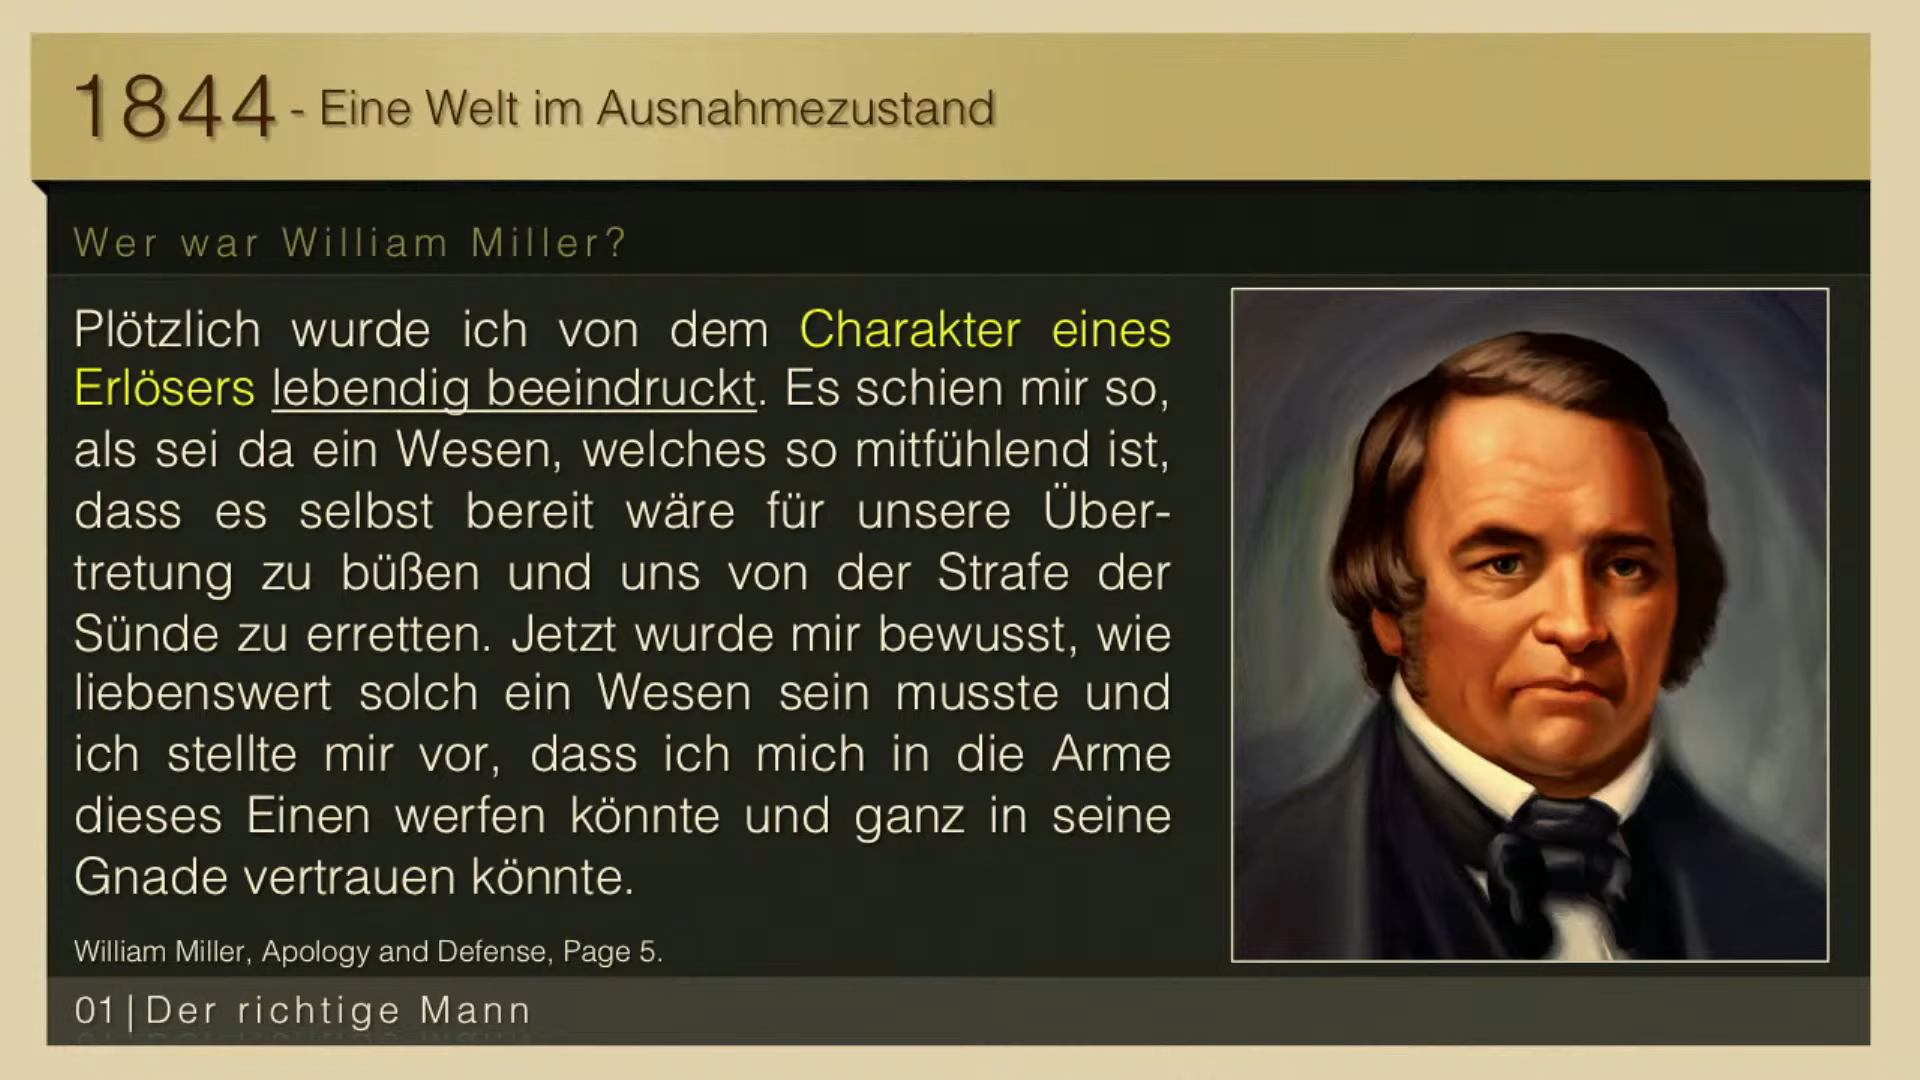 1844 - Eine Welt im Ausnahmezustand
Wer war William Miller?
Plötzlich wurde ich von dem Charakter eines
Erlösers lebendig beeindruckt. Es schien mir so,
als sei da ein Wesen, welches so mitfühlend ist,
dass es selbst bereit wäre für unsere Über-
tretung zu büßen und uns von der Strafe der
Sünde zu erretten. Jetzt wurde mir bewusst, wie
liebenswert solch ein Wesen sein musste und
ich stellte mir vor, dass ich mich in die Arme
dieses Einen werfen könnte und ganz in seine
Gnade vertrauen könnte.
William Miller, Apology and Defense, Page 5.
01|Der richtige Mann